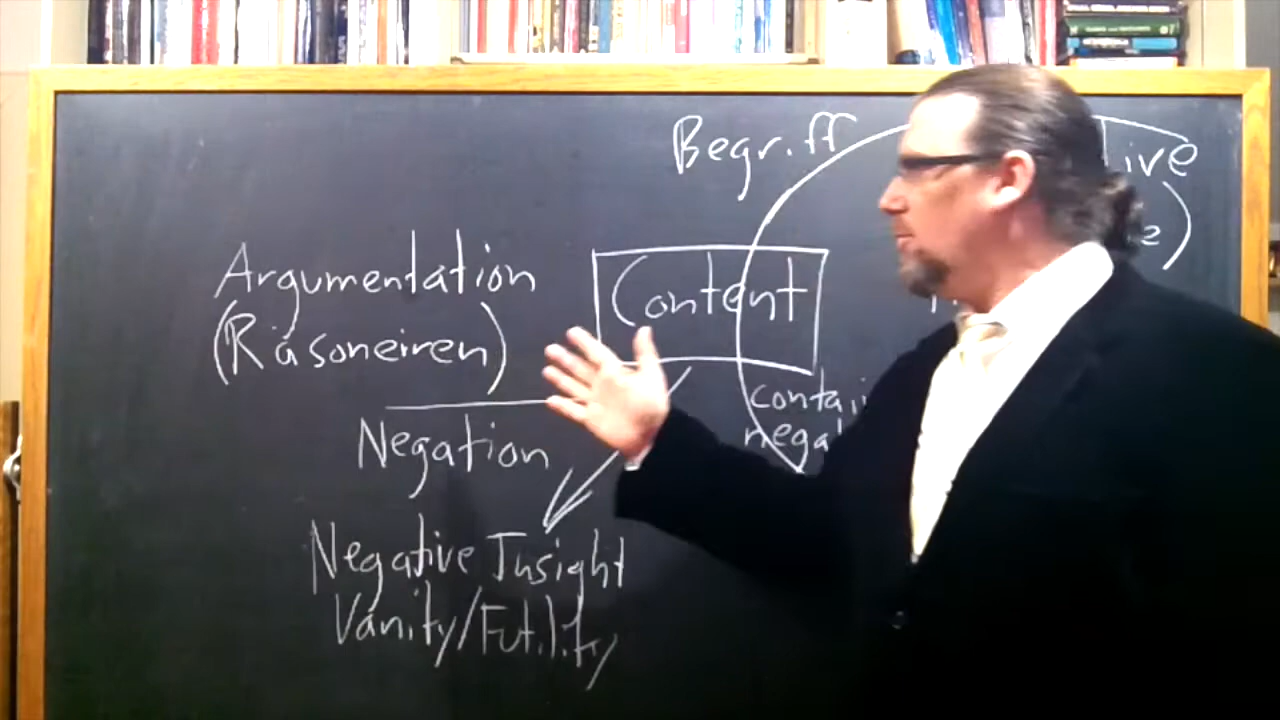 Begriff
Argumentation
(Räsoneiren)
Content
Negation
Negative Insight
Vanity/Futility